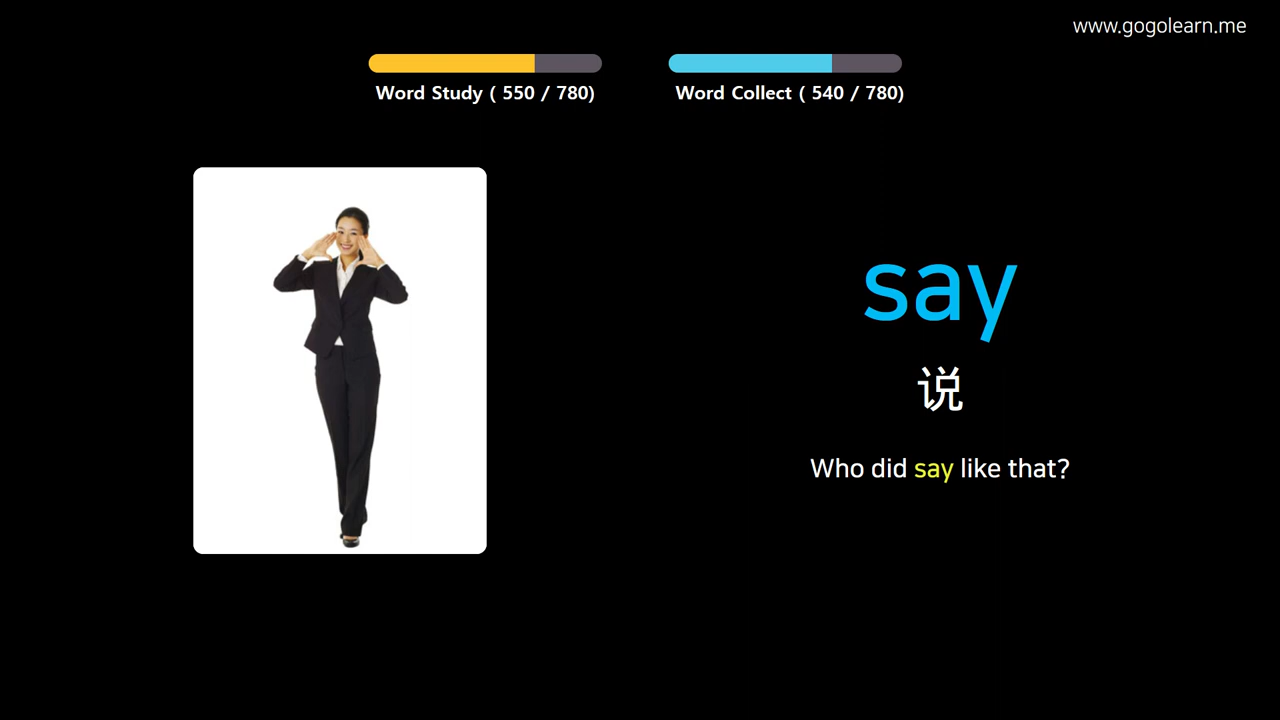 www.gogolearn.me
Word Study ( 550 / 780)
Word Collect ( 540 / 780)
say
说
Who did say like that?